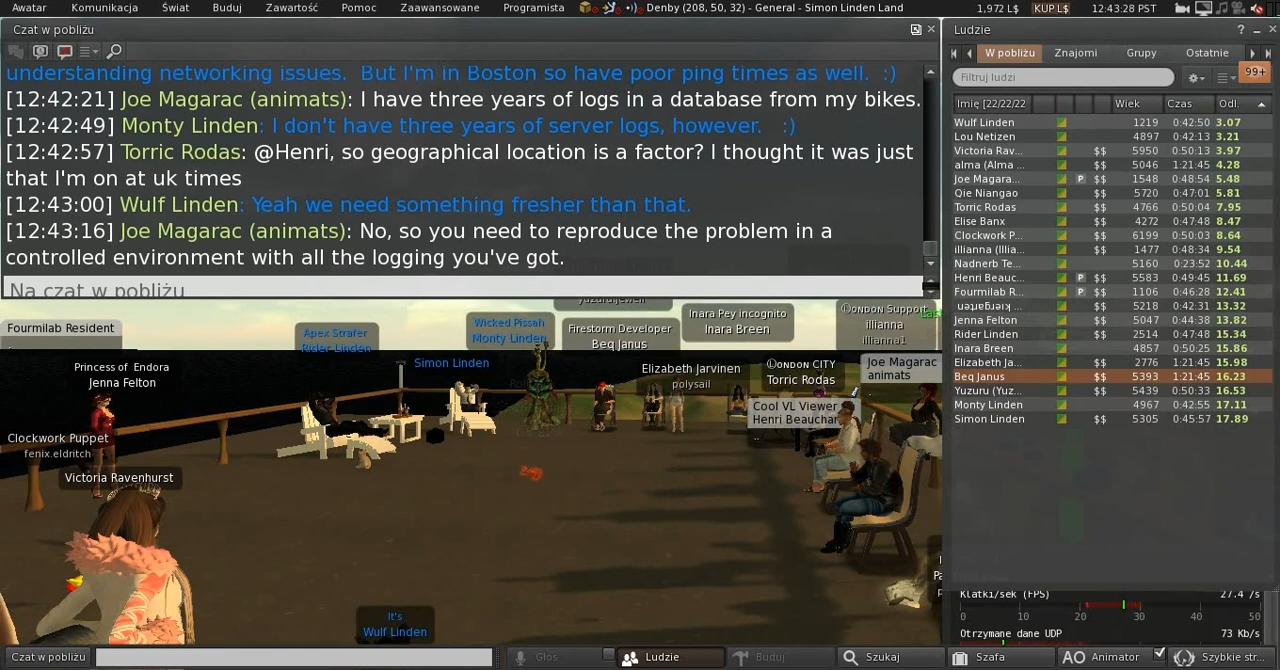 Awatar Komunikacja Świat Buduj Zawartość Pomoc Zaawansowane Programista Denby (208, 50, 32) - General - Simon Linden Land 1,972 L$ KUP L$ 12:43:28 PST
Czat w pobliżu
understanding networking issues. But I'm in Boston so have poor ping times as well. :)
[12:42:21] Joe Magarac (animats): I have three years of logs in a database from my bikes.
[12:42:49] Monty Linden: I don't have three years of server logs, however. :)
[12:42:57] Torric Rodas: @Henri, so geographical location is a factor? I thought it was just
that I'm on at uk times
[12:43:00] Wulf Linden: Yeah we need something fresher than that.
[12:43:16] Joe Magarac (animats): No, so you need to reproduce the problem in a
controlled environment with all the logging you've got.
Na czat w pobliżu
Fourmilab Resident
Apex Strafer
Rider Linden
Wicked Pissah
Monty Linden
yuzuru.jewell
Firestorm Developer
Beq Janus
Inara Pey Incognito
Inara Breen
London Support
illianna
illianna1
Princess of Endora
Jenna Felton
Simon Linden
Elizabeth Jarvinen
polysail
London City
Torric Rodas
Joe Magarac
animats
Cool VL Viewer
Henri Beauchar
Clockwork Puppet
fenix.eldritch
Victoria Ravenhurst
It's
Wulf Linden
Ludzie
W pobliżu Znajomi Grupy Ostatnie
Filtruj ludzi
99+
Imię [22/22/22 Wiek Czas Odl.
Wulf Linden 1219 0:42:50 3.07
Lou Netizen 4897 0:42:13 3.21
Victoria Rav... $$ 5950 0:50:13 3.97
alma (Alma ... $$ 5046 1:21:45 4.28
Joe Magara... P $$ 1548 0:48:54 5.48
Qie Niangao 5720 0:47:01 5.81
Torric Rodas $$ 4766 0:50:04 7.95
Elise Banx $$ 4272 0:47:48 8.47
Clockwork P... $$ 6199 0:50:03 8.64
illianna (Illia... $$ 1477 0:48:34 9.54
Nadnerb Te... 5160 0:23:52 10.44
Henri Beauc... P $$ 5583 0:49:45 11.69
Fourmilab R... P $$ 1106 0:46:28 12.41
$$ 5218 0:42:31 13.32
Jenna Felton $$ 5047 0:44:38 13.82
Rider Linden $$ 2514 0:47:48 15.34
Inara Breen 4857 0:50:25 15.86
Elizabeth Ja... $$ 2776 1:21:45 15.98
Beq Janus $$ 5393 1:21:45 16.23
Yuzuru (Yuz... $$ 5439 0:50:33 16.53
Monty Linden 4967 0:42:55 17.11
Simon Linden $$ 5305 0:45:57 17.89
Klatki/sek (FPS) 27.4 /s
0 10 20 30 40 50
Otrzymane dane UDP 73 Kb/s
Czat w pobliżu Głos Ludzie Buduj Szukaj Szafa AO Animator Szybkie str...